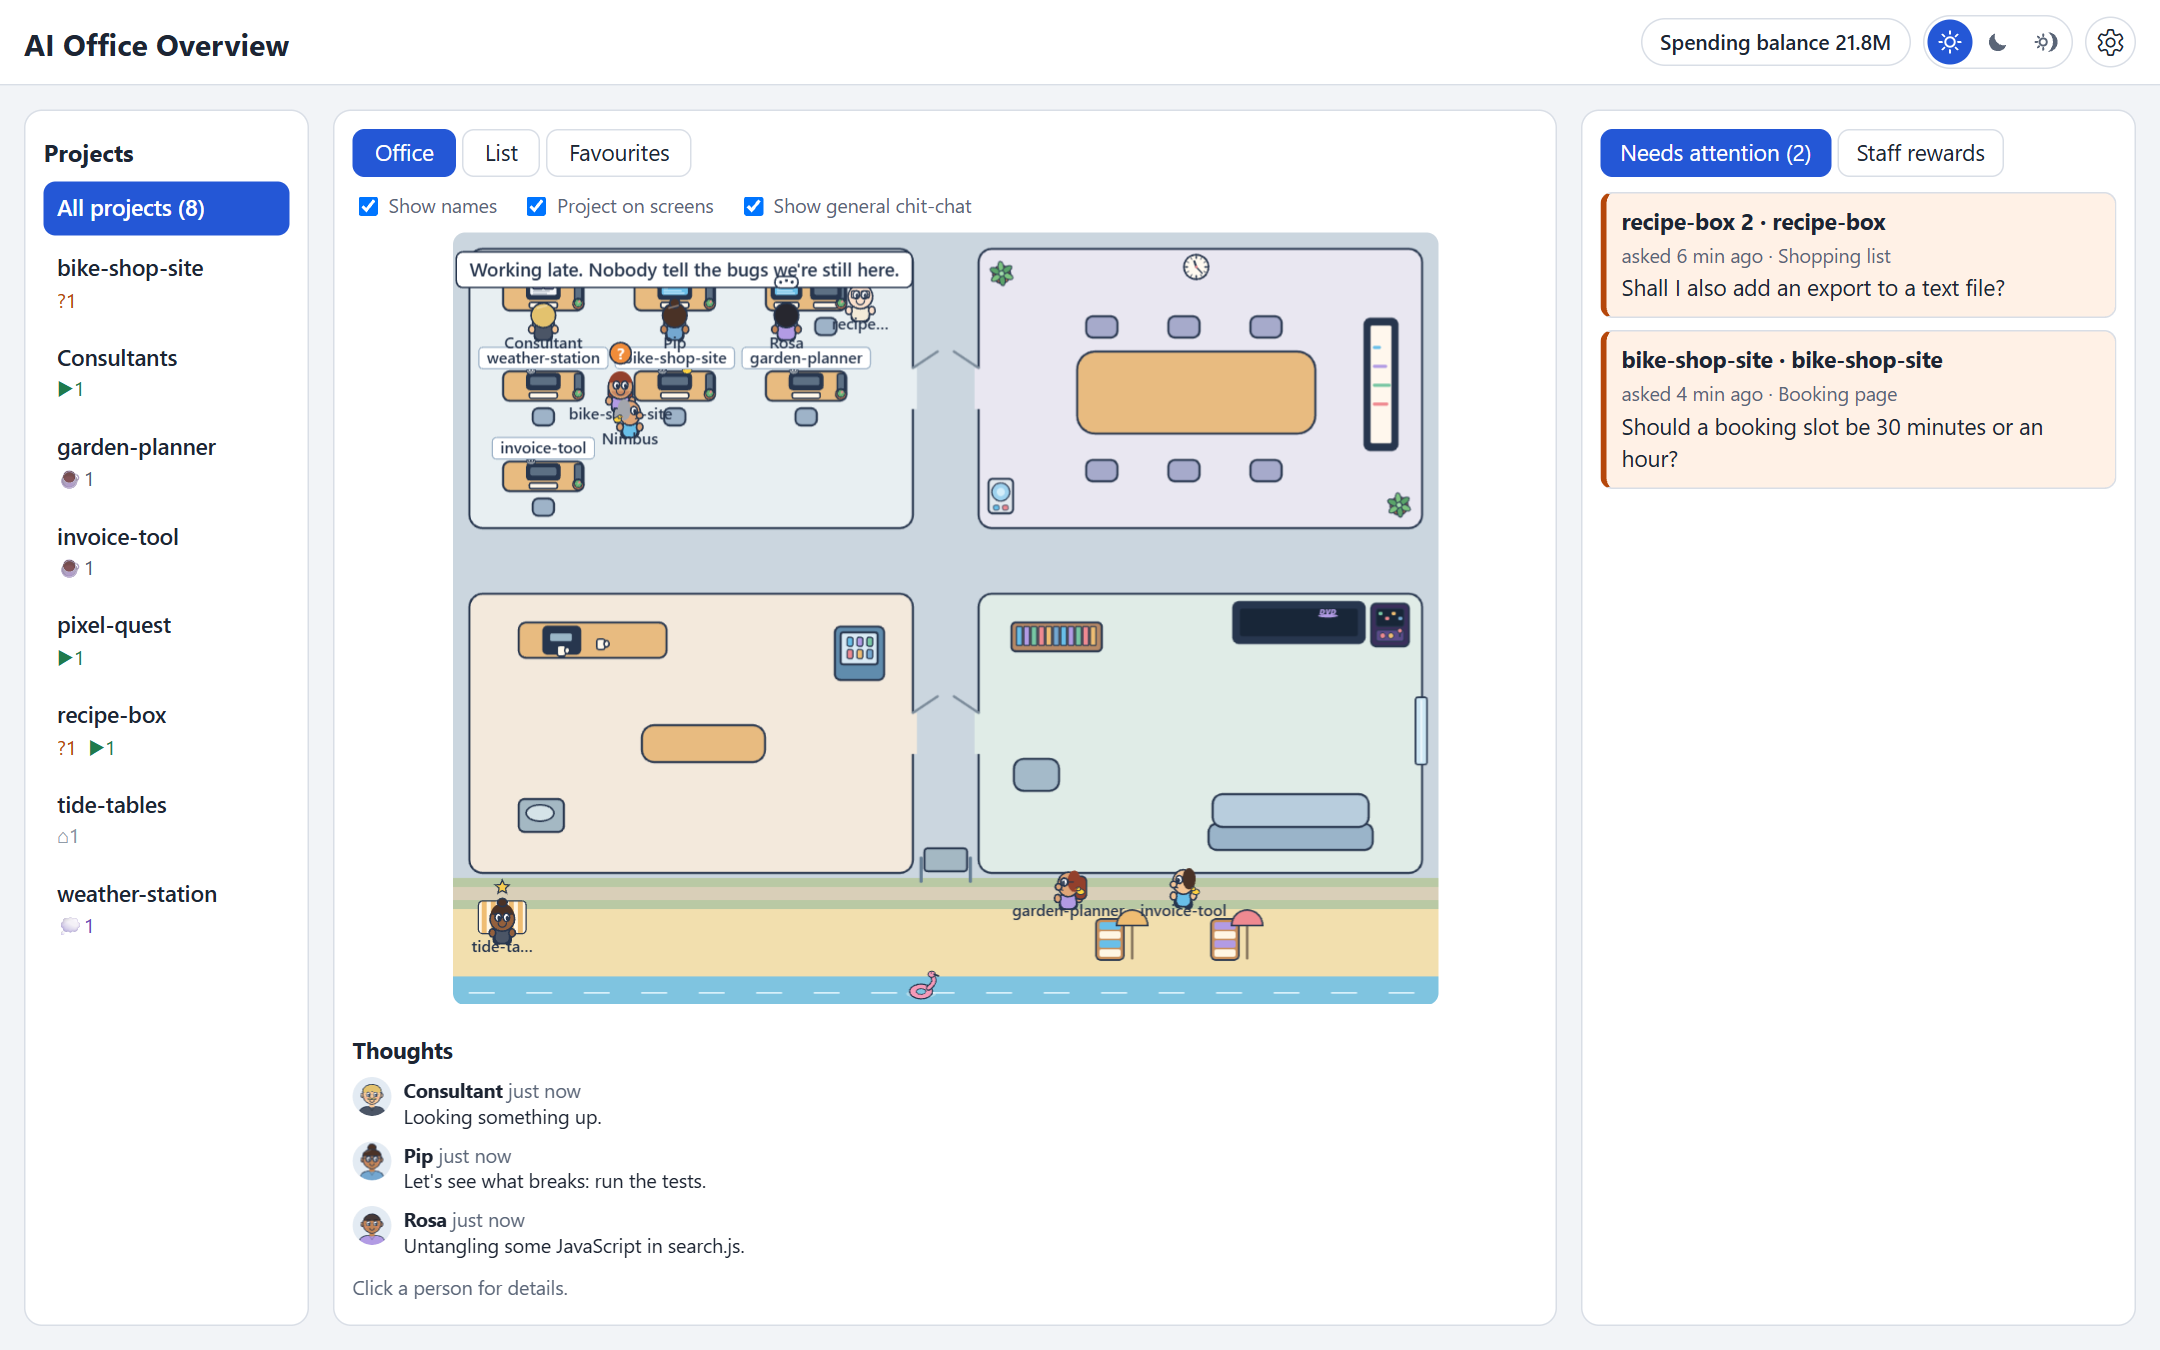 AI Office Overview
Spending balance 21.8M
Projects
All projects (8)
bike-shop-site
?1
Consultants
1
garden-planner
1
invoice-tool
1
pixel-quest
1
recipe-box
?1 1
tide-tables
1
weather-station
1
Office
List
Favourites
Show names
Project on screens
Show general chit-chat
Working late. Nobody tell the bugs we're still here.
recipe...
Consultant
Pip
Rosa
weather-station
?
ike-shop-site
garden-planner
Nimbus
invoice-tool
DVD
garden-planner
invoice-tool
tide-ta...
Thoughts
Consultant just now
Looking something up.
Pip just now
Let's see what breaks: run the tests.
Rosa just now
Untangling some JavaScript in search.js.
Click a person for details.
Needs attention (2)
Staff rewards
recipe-box 2 · recipe-box
asked 6 min ago · Shopping list
Shall I also add an export to a text file?
bike-shop-site · bike-shop-site
asked 4 min ago · Booking page
Should a booking slot be 30 minutes or an
hour?